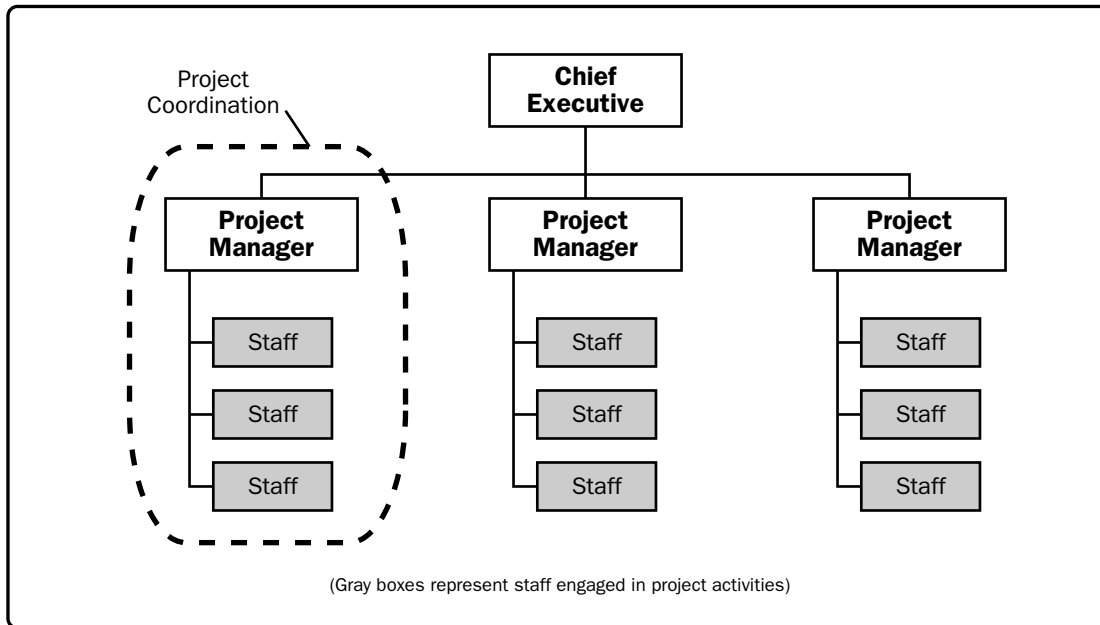 Project
Coordination
Chief
Executive
Project
Manager
Project
Manager
Project
Manager
Staff
Staff
Staff
Staff
Staff
Staff
Staff
Staff
Staff
(Gray boxes represent staff engaged in project activities)